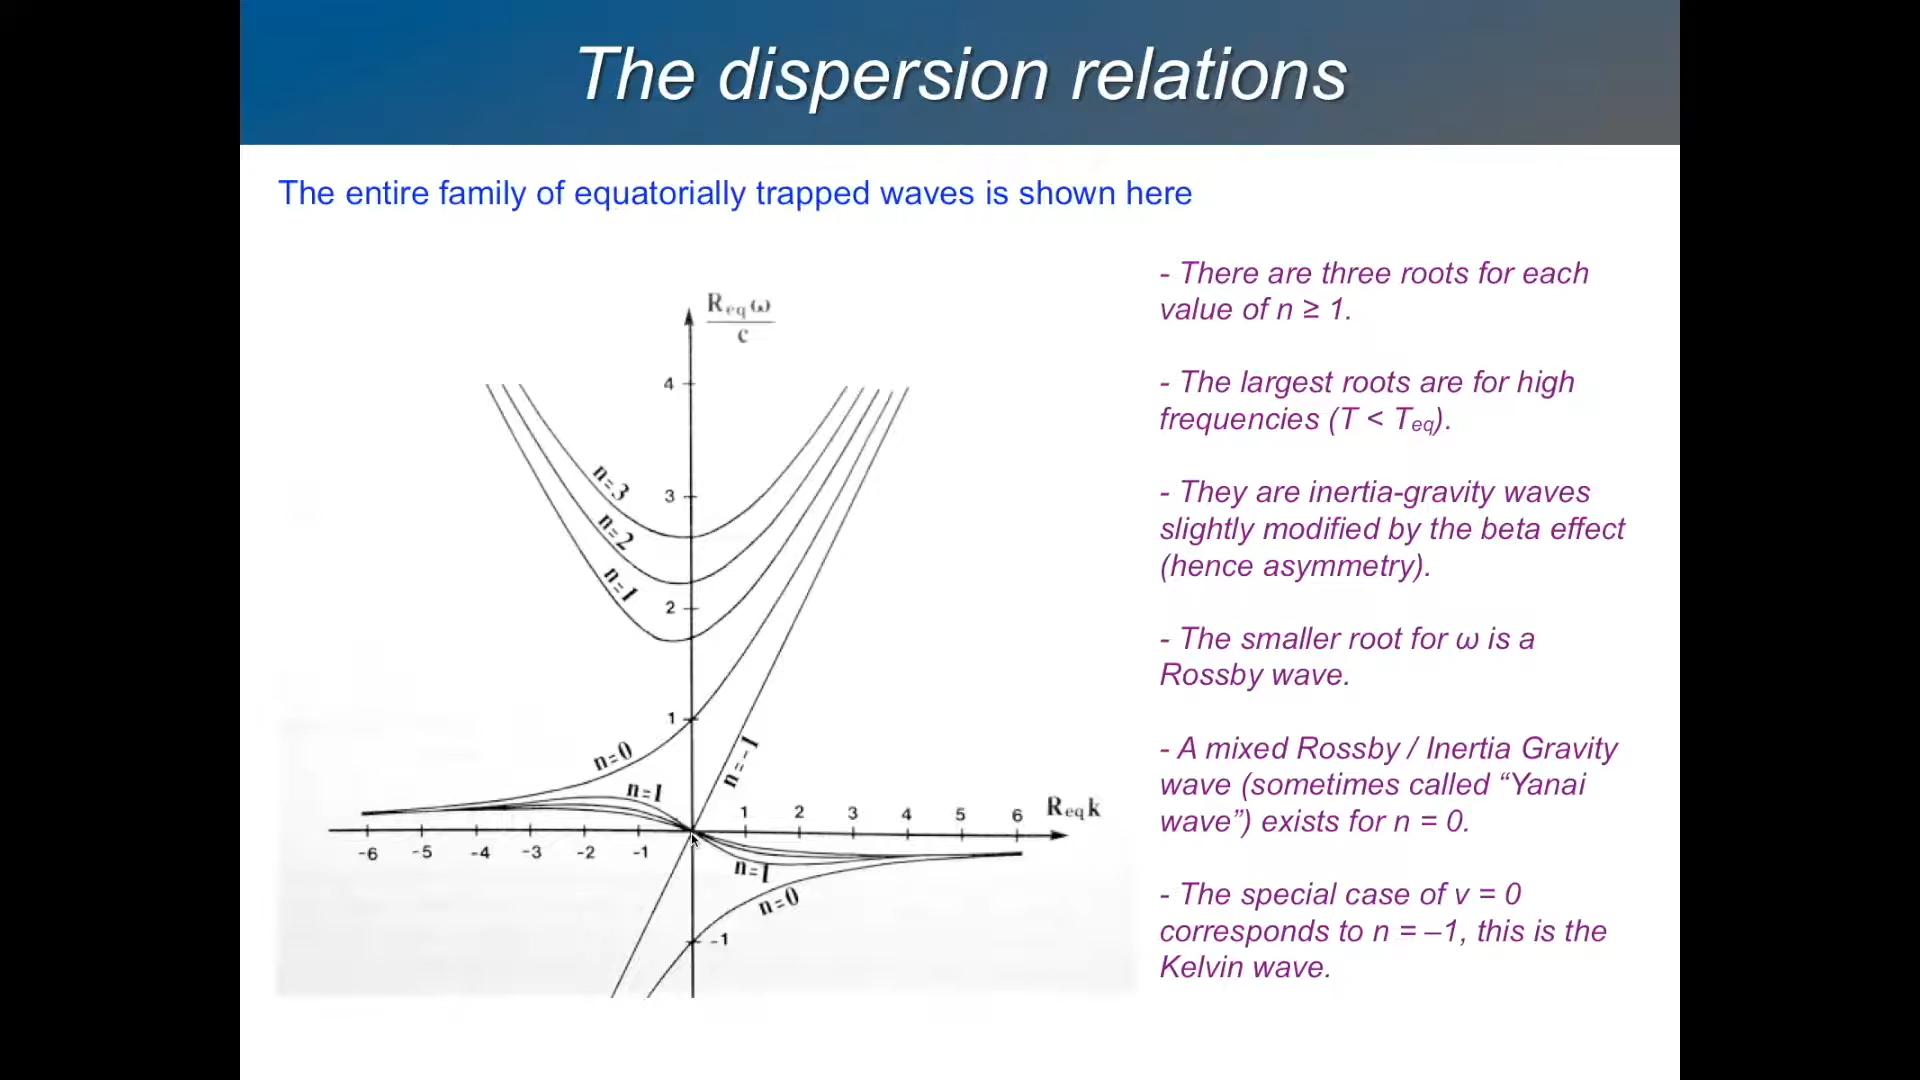 The dispersion relations
The entire family of equatorially trapped waves is shown here
R_eq ω
c
4
3
2
1
-1
n=3
n=2
n=1
n=0
n=1
n=-1
1 2 3 4 5 6
R_eq k
-6 -5 -4 -3 -2 -1
n=1
n=0
- There are three roots for each
value of n ≥ 1.
- The largest roots are for high
frequencies (T < T_eq).
- They are inertia-gravity waves
slightly modified by the beta effect
(hence asymmetry).
- The smaller root for ω is a
Rossby wave.
- A mixed Rossby / Inertia Gravity
wave (sometimes called “Yanai
wave”) exists for n = 0.
- The special case of v = 0
corresponds to n = –1, this is the
Kelvin wave.